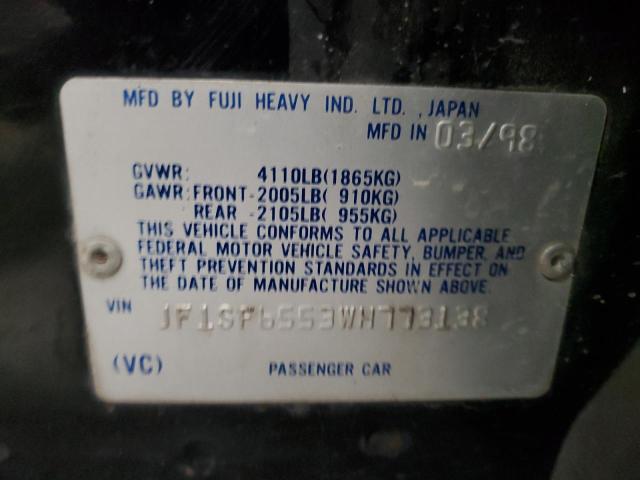 MFD BY FUJI HEAVY IND. LTD. , JAPAN
MFD IN 03/98
GVWR: 4110LB(1865KG)
GAWR:FRONT-2005LB( 910KG)
REAR -2105LB( 955KG)
THIS VEHICLE CONFORMS TO ALL APPLICABLE
FEDERAL MOTOR VEHICLE SAFETY, BUMPER, AND
THEFT PREVENTION STANDARDS IN EFFECT ON
THE DATE OF MANUFACTURE SHOWN ABOVE.
VIN JF1SF6553WH773138
(VC) PASSENGER CAR